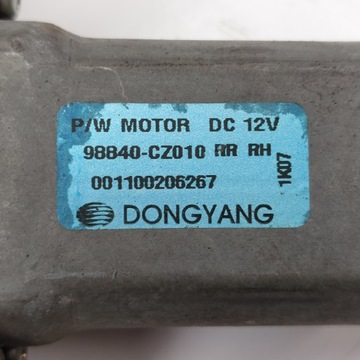 P/W MOTOR DC 12V
98840-CZ010 RR RH
001100206267
1K07
DONGYANG